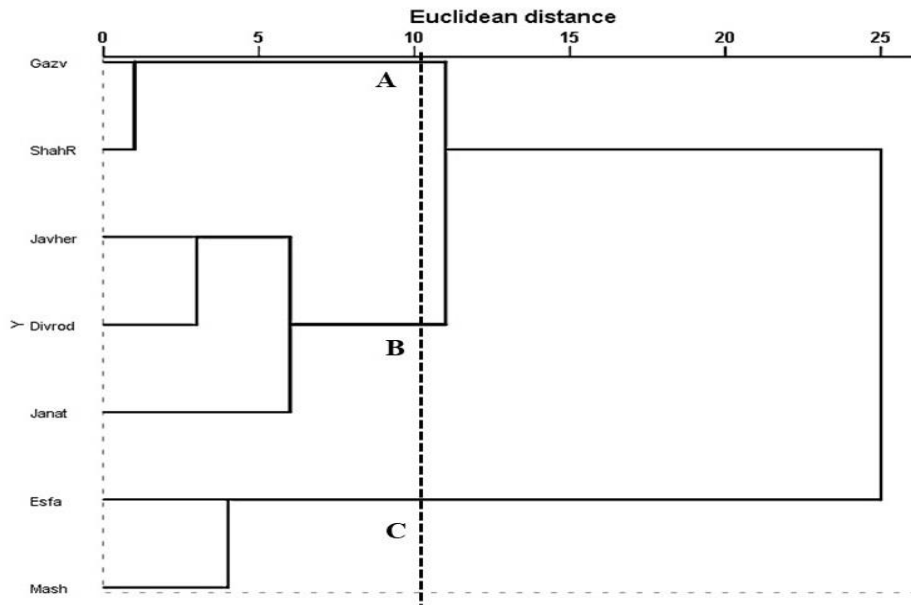 Euclidean distance
0 5 10 15 20 25
Gazv
A
ShahR
Javher
Y Divrod
B
Janat
Esfa
C
Mash